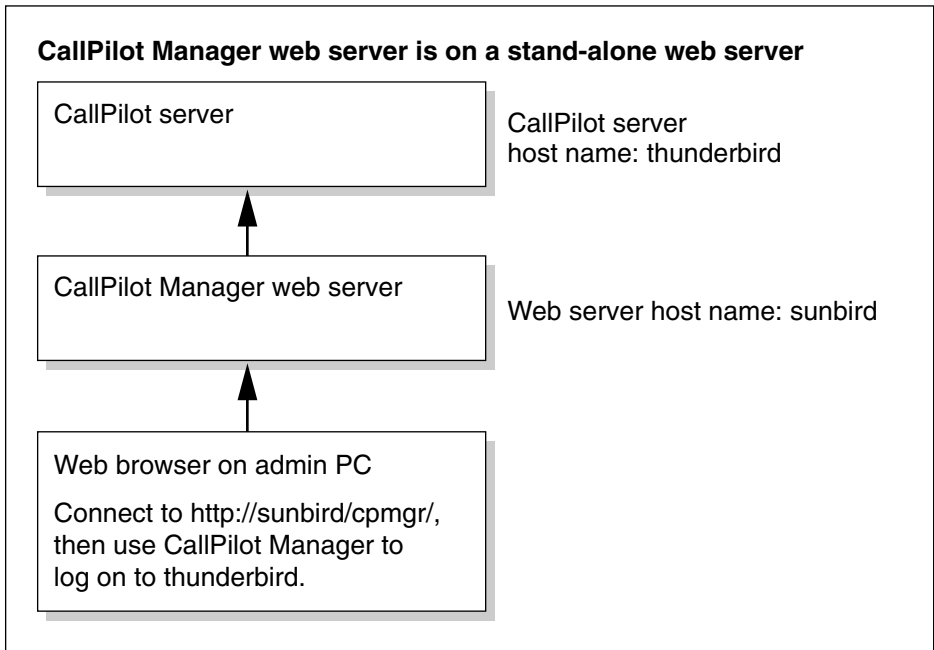 CallPilot Manager web server is on a stand-alone web server
CallPilot server
CallPilot server
host name: thunderbird
CallPilot Manager web server
Web server host name: sunbird
Web browser on admin PC
Connect to http://sunbird/cpmgr/,
then use CallPilot Manager to
log on to thunderbird.